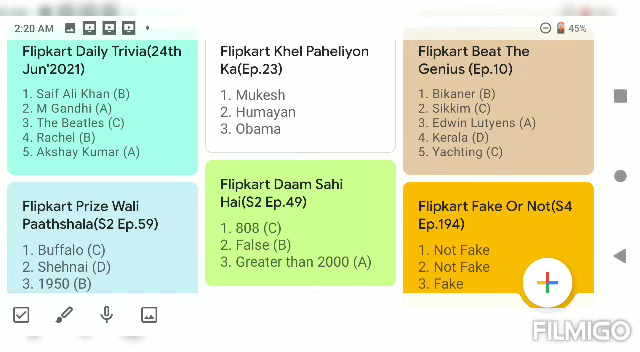 2:20 AM
45%
Flipkart Daily Trivia(24th
Jun'2021)
1. Saif Ali Khan (B)
2. M Gandhi (A)
3. The Beatles (C)
4. Rachel (B)
5. Akshay Kumar (A)
Flipkart Khel Paheliyon
Ka(Ep.23)
1. Mukesh
2. Humayan
3. Obama
Flipkart Beat The
Genius (Ep.10)
1. Bikaner (B)
2. Sikkim (C)
3. Edwin Lutyens (A)
4. Kerala (D)
5. Yachting (C)
Flipkart Prize Wali
Paathshala(S2 Ep.59)
1. Buffalo (C)
2. Shehnai (D)
3. 1950 (B)
Flipkart Daam Sahi
Hai(S2 Ep.49)
1. 808 (C)
2. False (B)
3. Greater than 2000 (A)
Flipkart Fake Or Not(S4
Ep.194)
1. Not Fake
2. Not Fake
3. Fake
FILMIGO